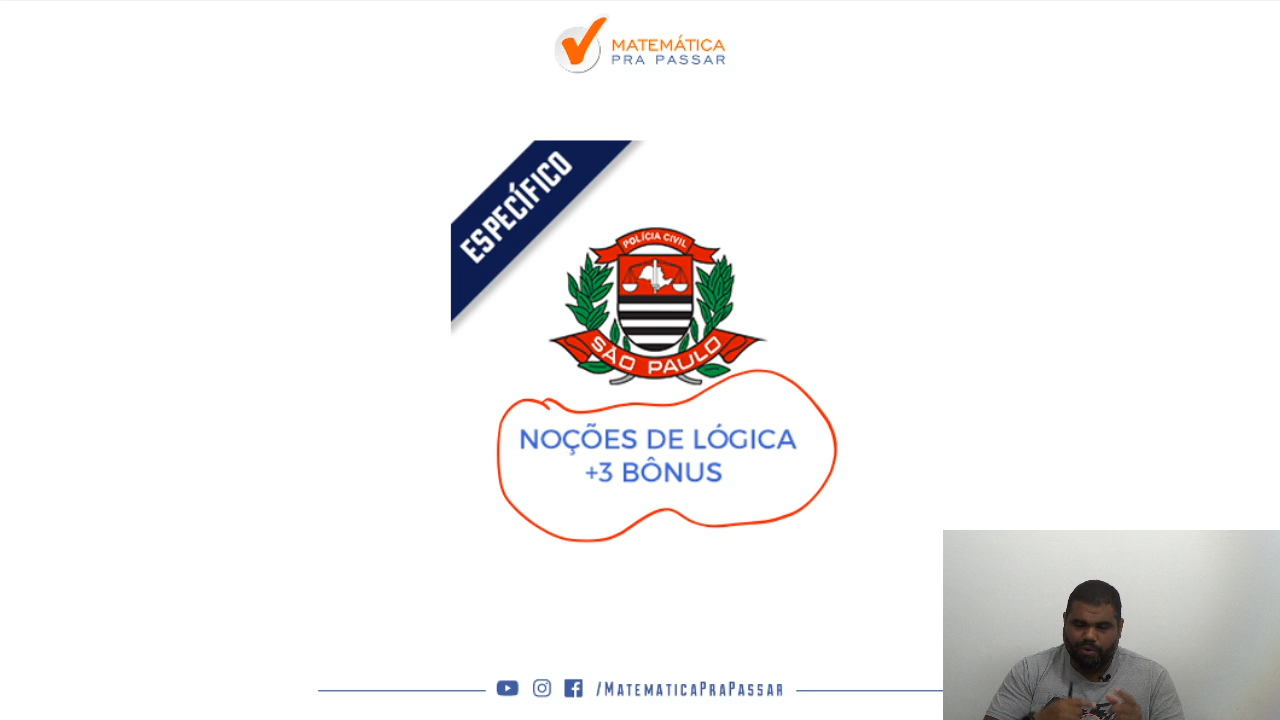 MATEMÁTICA
PRA PASSAR
ESPECÍFICO
POLÍCIA CIVIL
SÃO PAULO
NOÇÕES DE LÓGICA
+3 BÔNUS
/MATEMATICAPRAPASSAR